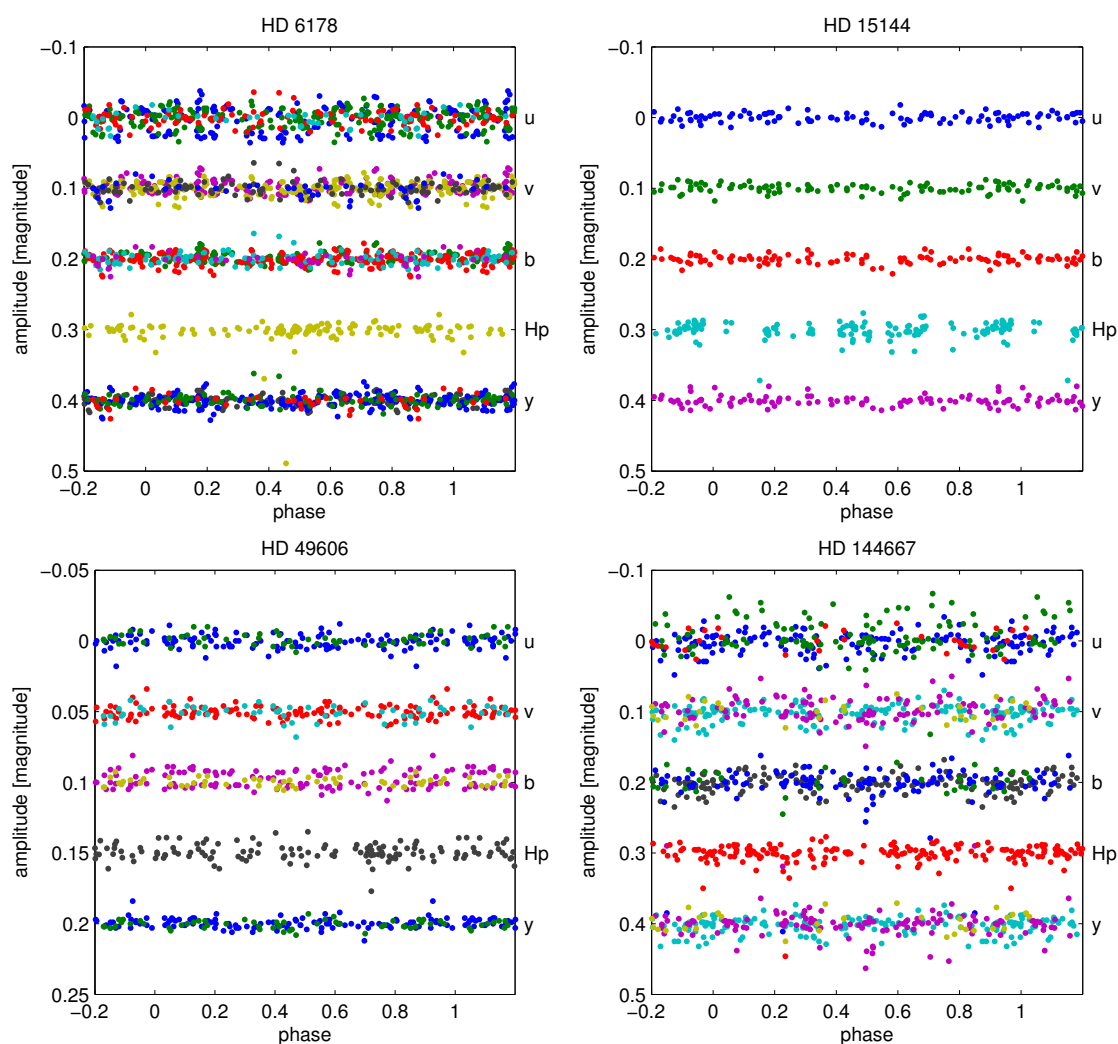 HD 6178
−0.1
0
0.1
0.2
0.3
0.4
0.5
amplitude [magnitude]
u
v
b
Hp
y
−0.2 0 0.2 0.4 0.6 0.8 1
phase
HD 15144
−0.1
0
0.1
0.2
0.3
0.4
0.5
amplitude [magnitude]
u
v
b
Hp
y
−0.2 0 0.2 0.4 0.6 0.8 1
phase
HD 49606
−0.05
0
0.05
0.1
0.15
0.2
0.25
amplitude [magnitude]
u
v
b
Hp
y
−0.2 0 0.2 0.4 0.6 0.8 1
phase
HD 144667
−0.1
0
0.1
0.2
0.3
0.4
0.5
amplitude [magnitude]
u
v
b
Hp
y
−0.2 0 0.2 0.4 0.6 0.8 1
phase